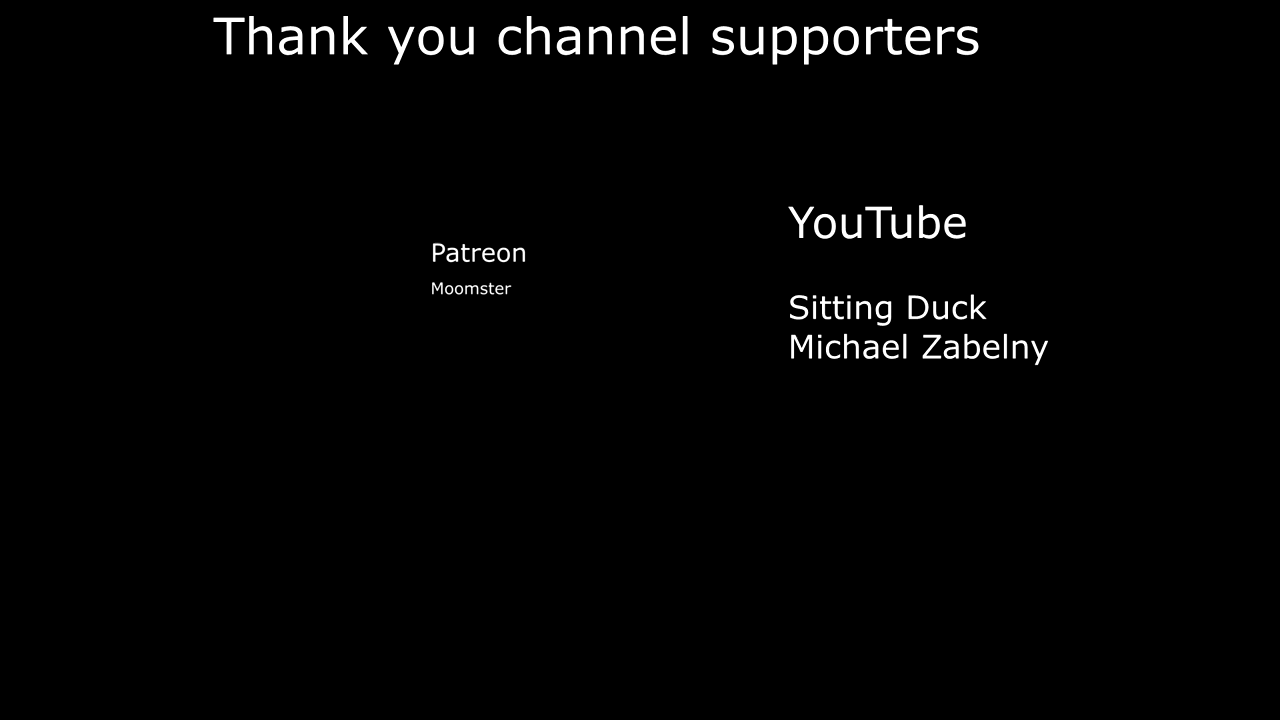 Thank you channel supporters
Patreon
Moomster
YouTube
Sitting Duck
Michael Zabelny